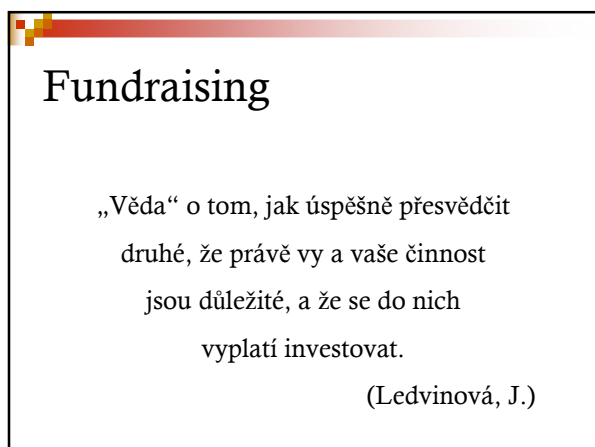 Fundraising
„Věda“ o tom, jak úspěšně přesvědčit
druhé, že právě vy a vaše činnost
jsou důležité, a že se do nich
vyplatí investovat.
(Ledvinová, J.)